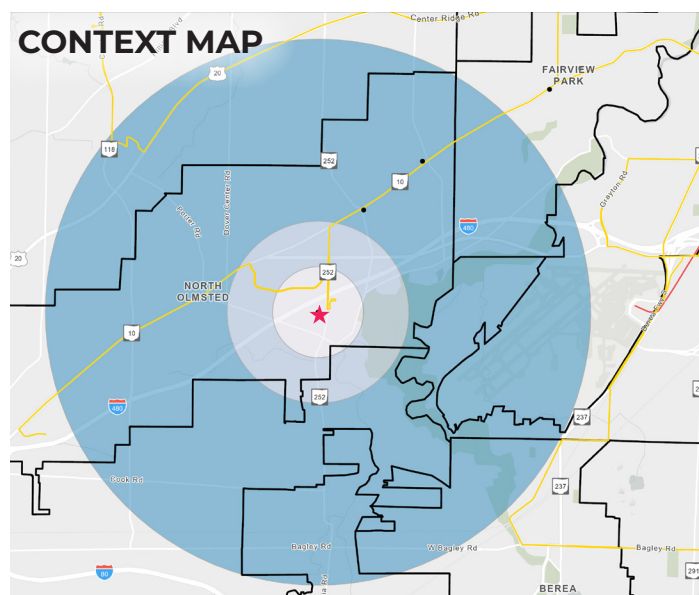 CONTEXT MAP
Center Ridge Rd
20
FAIRVIEW
PARK
118
252
10
Dover Center Rd
Porter Rd
Grayton Rd
480
20
252
NORTH
OLMSTED
10
252
480
237
Cook Rd
237
Bagley Rd
W Bagley Rd
Bagley Rd
80
291
BEREA